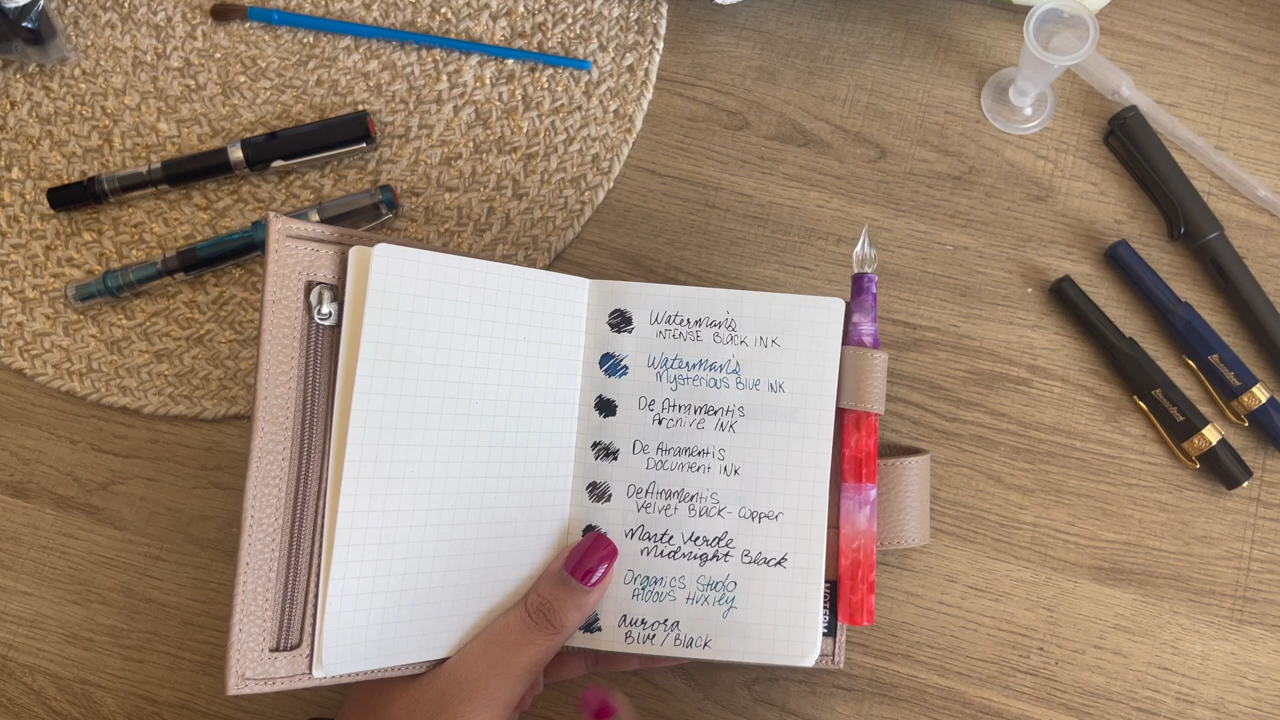 Waterman's
INTENSE BLACK INK
Waterman's
Mysterious Blue INK
De Atramentis
Archive INK
De Atramentis
Document INK
De Atramentis
Velvet Black-copper
Monte Verde
Midnight Black
Organics Studio
Aldous Huxley
aurora
Blue / Black